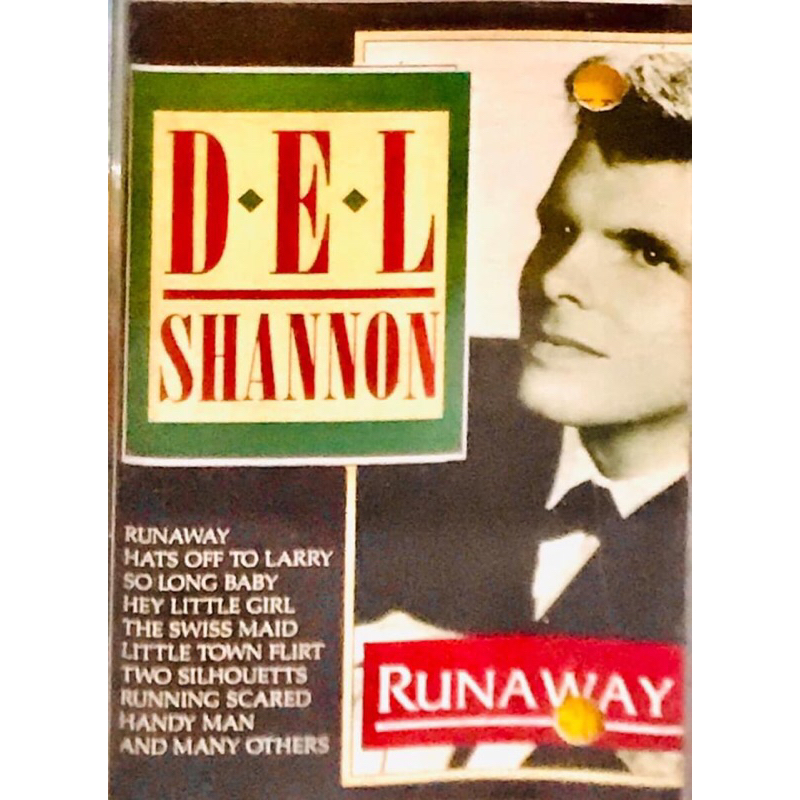 D·E·L
SHANNON
RUNAWAY
HATS OFF TO LARRY
SO LONG BABY
HEY LITTLE GIRL
THE SWISS MAID
LITTLE TOWN FLIRT
TWO SILHOUETTS
RUNNING SCARED
HANDY MAN
AND MANY OTHERS
RUNAWAY